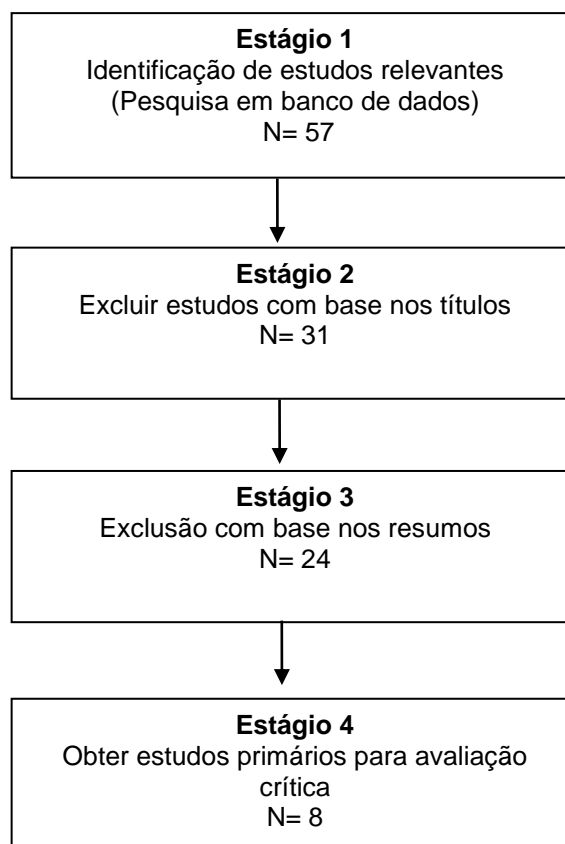 Estágio 1
Identificação de estudos relevantes
(Pesquisa em banco de dados)
N= 57
Estágio 2
Excluir estudos com base nos títulos
N= 31
Estágio 3
Exclusão com base nos resumos
N= 24
Estágio 4
Obter estudos primários para avaliação
crítica
N= 8